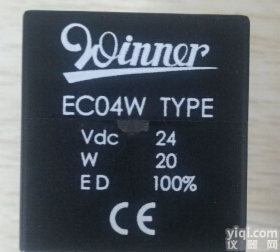 Winner
EC04W TYPE
Vdc 24
W 20
ED 100%
CE
yiqi.com
仪器网